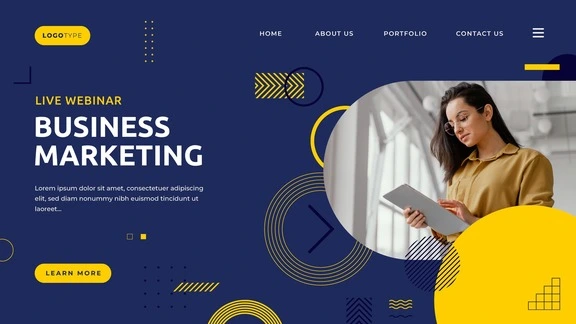 LOGOTYPE
HOME ABOUT US PORTFOLIO CONTACT US
LIVE WEBINAR
BUSINESS
MARKETING
Lorem ipsum dolor sit amet, consectetuer adipiscing
elit, sed diam nonummy nibh euismod tincidunt ut
laoreet...
LEARN MORE